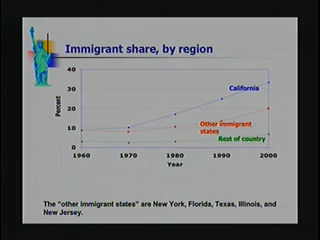 Immigrant share, by region
40
30
20
10
0
Percent
California
Other immigrant
states
Rest of country
1960 1970 1980 1990 2000
Year
The “other immigrant states” are New York, Florida, Texas, Illinois, and
New Jersey.